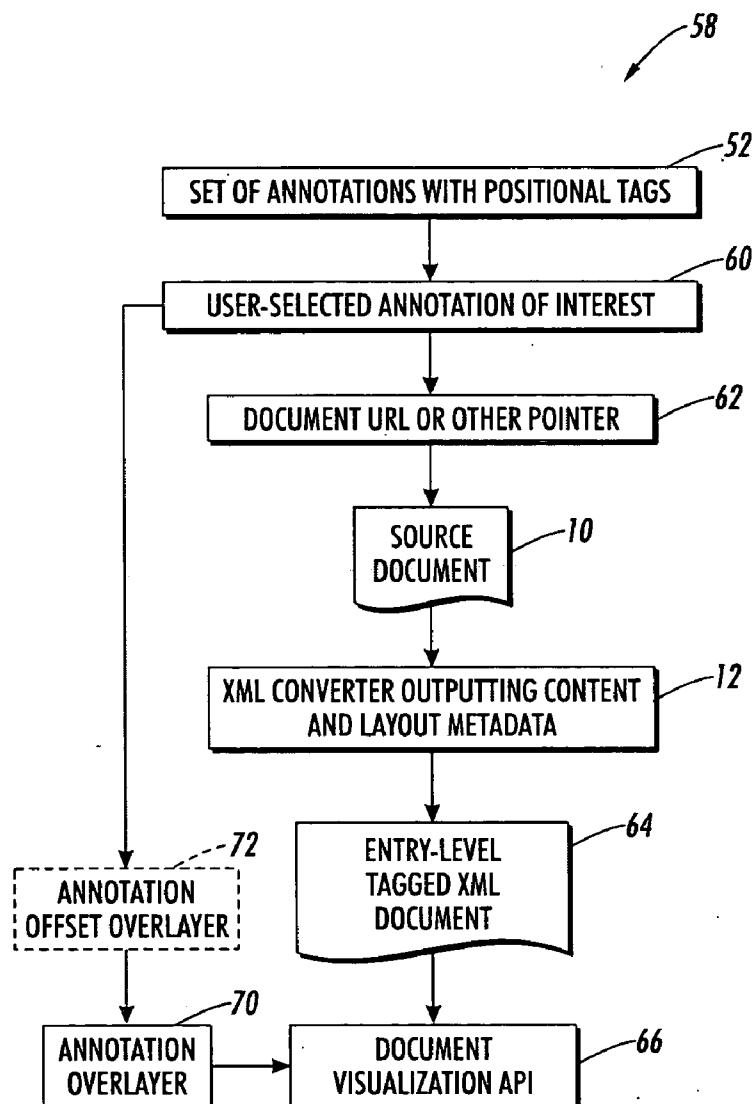 58
52
SET OF ANNOTATIONS WITH POSITIONAL TAGS
60
USER-SELECTED ANNOTATION OF INTEREST
62
DOCUMENT URL OR OTHER POINTER
10
SOURCE
DOCUMENT
12
XML CONVERTER OUTPUTTING CONTENT
AND LAYOUT METADATA
64
ENTRY-LEVEL
TAGGED XML
DOCUMENT
72
ANNOTATION
OFFSET OVERLAYER
70
ANNOTATION
OVERLAYER
66
DOCUMENT
VISUALIZATION API